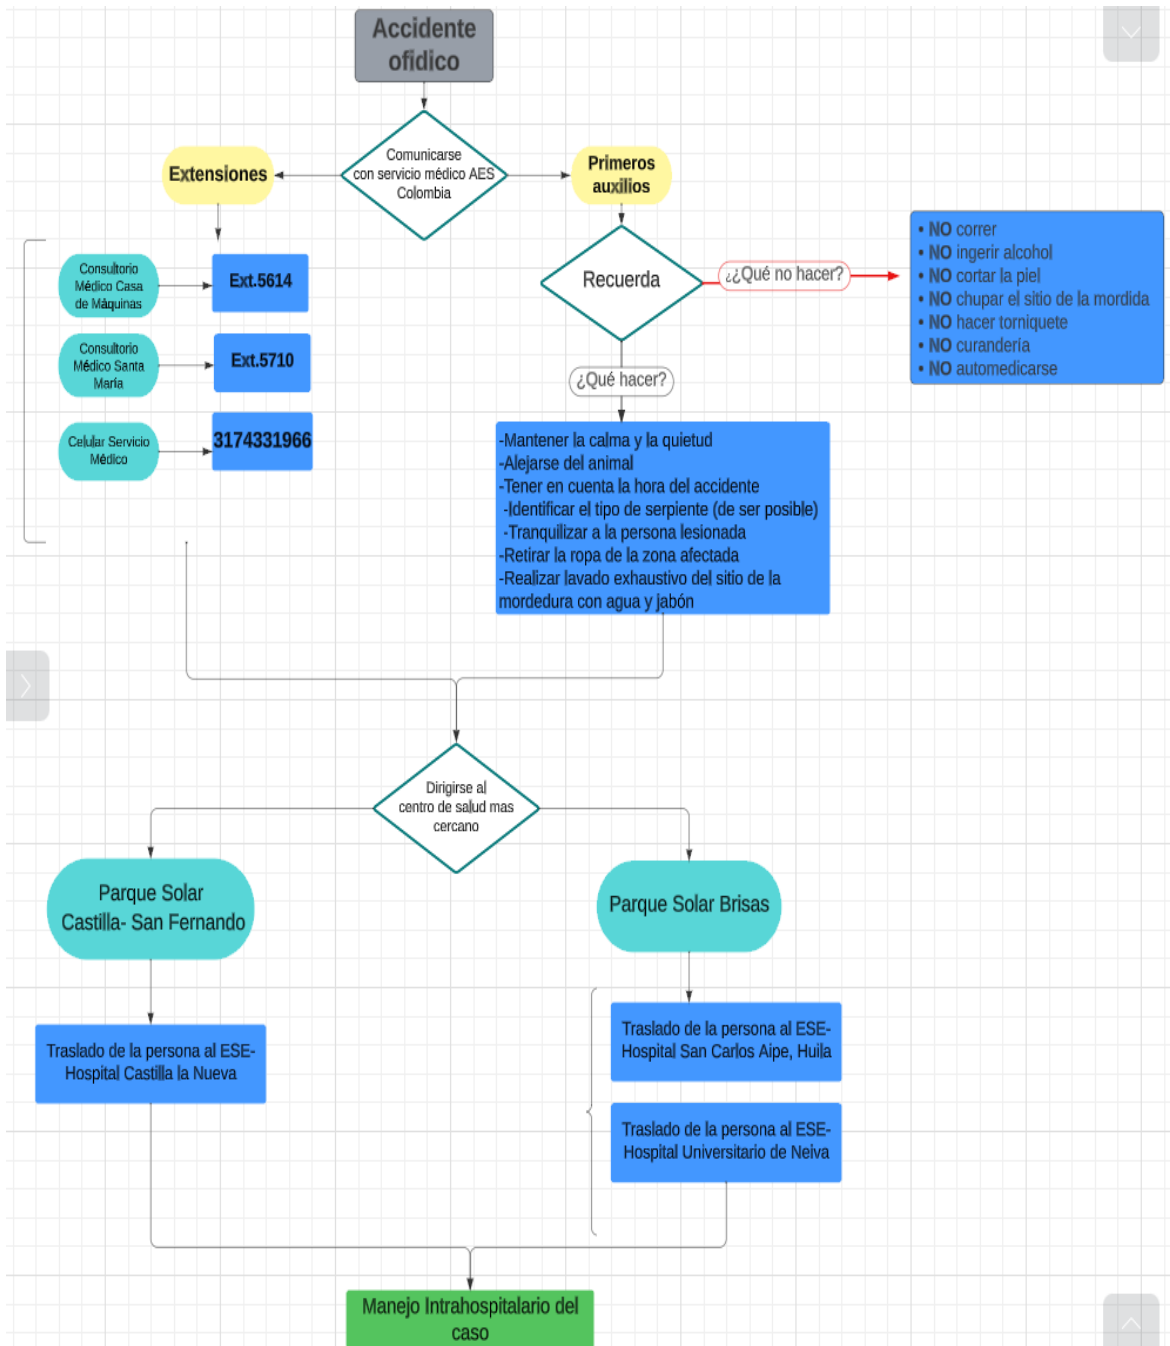 Accidente
ofidico
Comunicarse
con servicio médico AES
Colombia
Extensiones
Primeros
auxilios
Consultorio
Médico Casa
de Máquinas
Ext.5614
Consultorio
Médico Santa
María
Ext.5710
Celular Servicio
Médico
3174331966
Recuerda
¿¿Qué no hacer?
• NO correr
• NO ingerir alcohol
• NO cortar la piel
• NO chupar el sitio de la mordida
• NO hacer torniquete
• NO curandería
• NO automedicarse
¿Qué hacer?
-Mantener la calma y la quietud
-Alejarse del animal
-Tener en cuenta la hora del accidente
-Identificar el tipo de serpiente (de ser posible)
-Tranquilizar a la persona lesionada
-Retirar la ropa de la zona afectada
-Realizar lavado exhaustivo del sitio de la
mordedura con agua y jabón
Dirigirse al
centro de salud mas
cercano
Parque Solar
Castilla- San Fernando
Traslado de la persona al ESE-
Hospital Castilla la Nueva
Parque Solar Brisas
Traslado de la persona al ESE-
Hospital San Carlos Aipe, Huila
Traslado de la persona al ESE-
Hospital Universitario de Neiva
Manejo Intrahospitalario del
caso